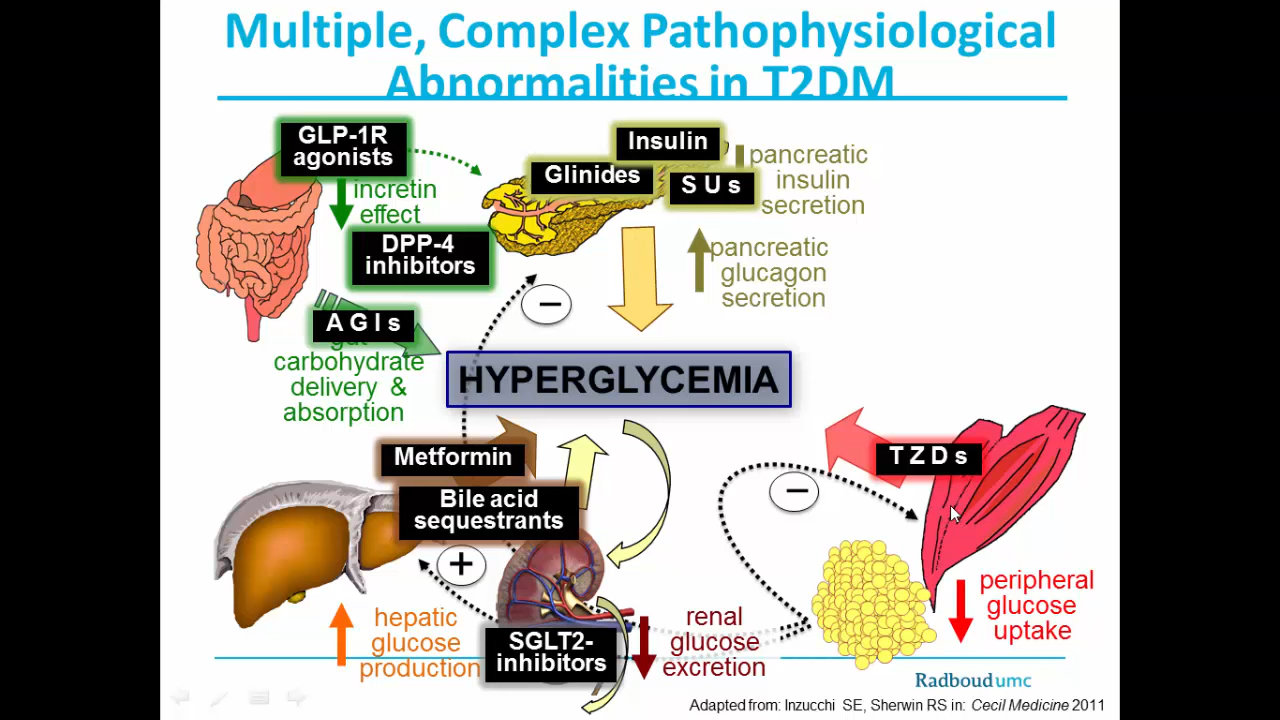 Multiple, Complex Pathophysiological
Abnormalities in T2DM
GLP-1R
agonists
incretin
effect
DPP-4
inhibitors
Insulin
Glinides
S U s
pancreatic
insulin
secretion
pancreatic
glucagon
secretion
−
A G I s
gut
carbohydrate
delivery &
absorption
HYPERGLYCEMIA
Metformin
Bile acid
sequestrants
+
T Z D s
−
hepatic
glucose
production
SGLT2-
inhibitors
renal
glucose
excretion
peripheral
glucose
uptake
Radboudumc
Adapted from: Inzucchi SE, Sherwin RS in: Cecil Medicine 2011